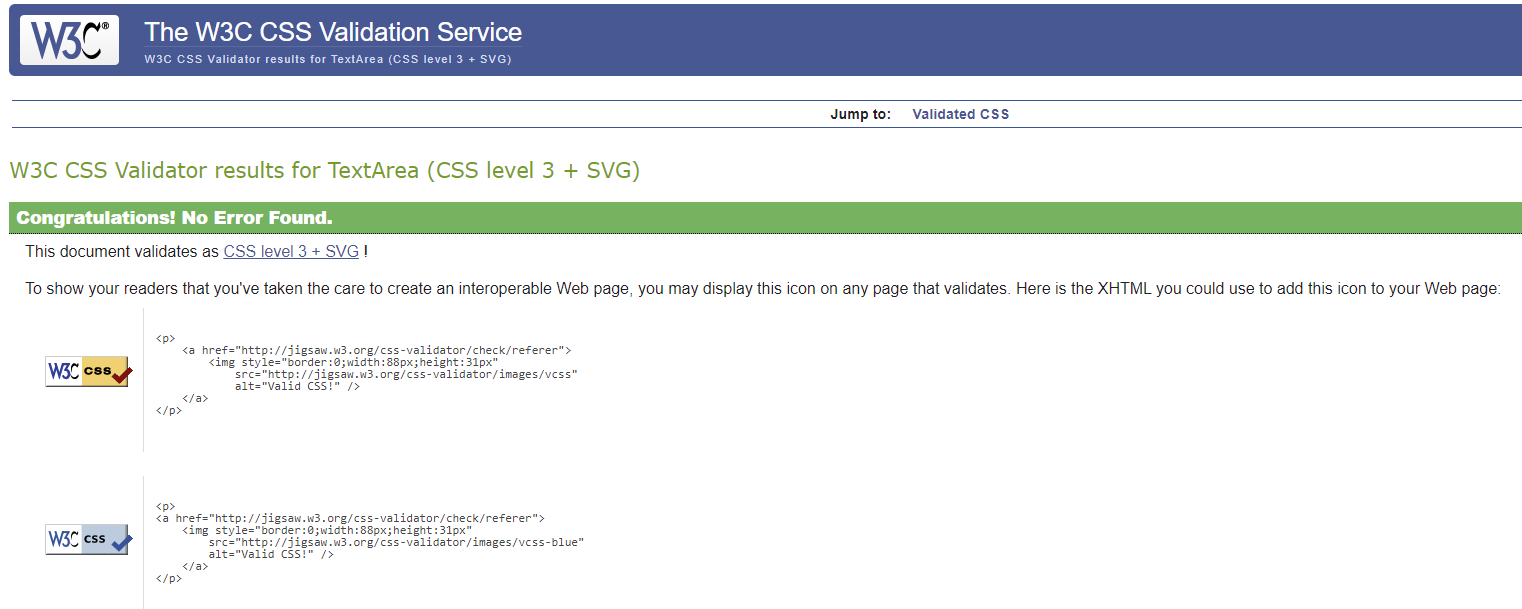 W3C®
The W3C CSS Validation Service
W3C CSS Validator results for TextArea (CSS level 3 + SVG)
Jump to: Validated CSS
W3C CSS Validator results for TextArea (CSS level 3 + SVG)
Congratulations! No Error Found.
This document validates as CSS level 3 + SVG !
To show your readers that you've taken the care to create an interoperable Web page, you may display this icon on any page that validates. Here is the XHTML you could use to add this icon to your Web page:
W3C css
<p>
    <a href="http://jigsaw.w3.org/css-validator/check/referer">
        <img style="border:0;width:88px;height:31px"
            src="http://jigsaw.w3.org/css-validator/images/vcss"
            alt="Valid CSS!" />
    </a>
</p>
W3C css
<p>
<a href="http://jigsaw.w3.org/css-validator/check/referer">
    <img style="border:0;width:88px;height:31px"
        src="http://jigsaw.w3.org/css-validator/images/vcss-blue"
        alt="Valid CSS!" />
    </a>
</p>